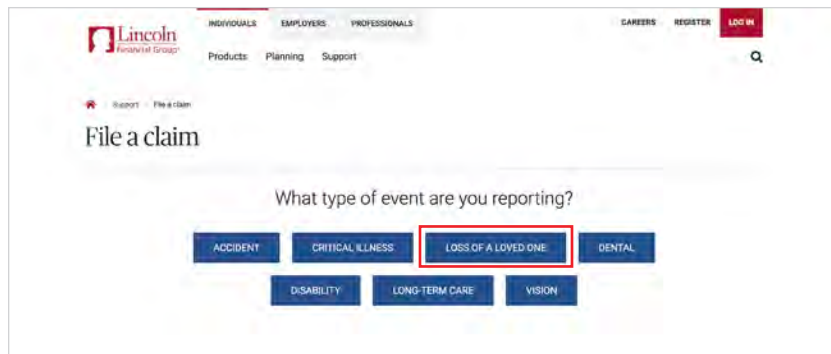 INDIVIDUALS EMPLOYERS PROFESSIONALS CAREERS REGISTER LOG IN
Lincoln
Financial Group®
Products Planning Support
Support File a claim
File a claim
What type of event are you reporting?
ACCIDENT CRITICAL ILLNESS LOSS OF A LOVED ONE DENTAL
DISABILITY LONG-TERM CARE VISION